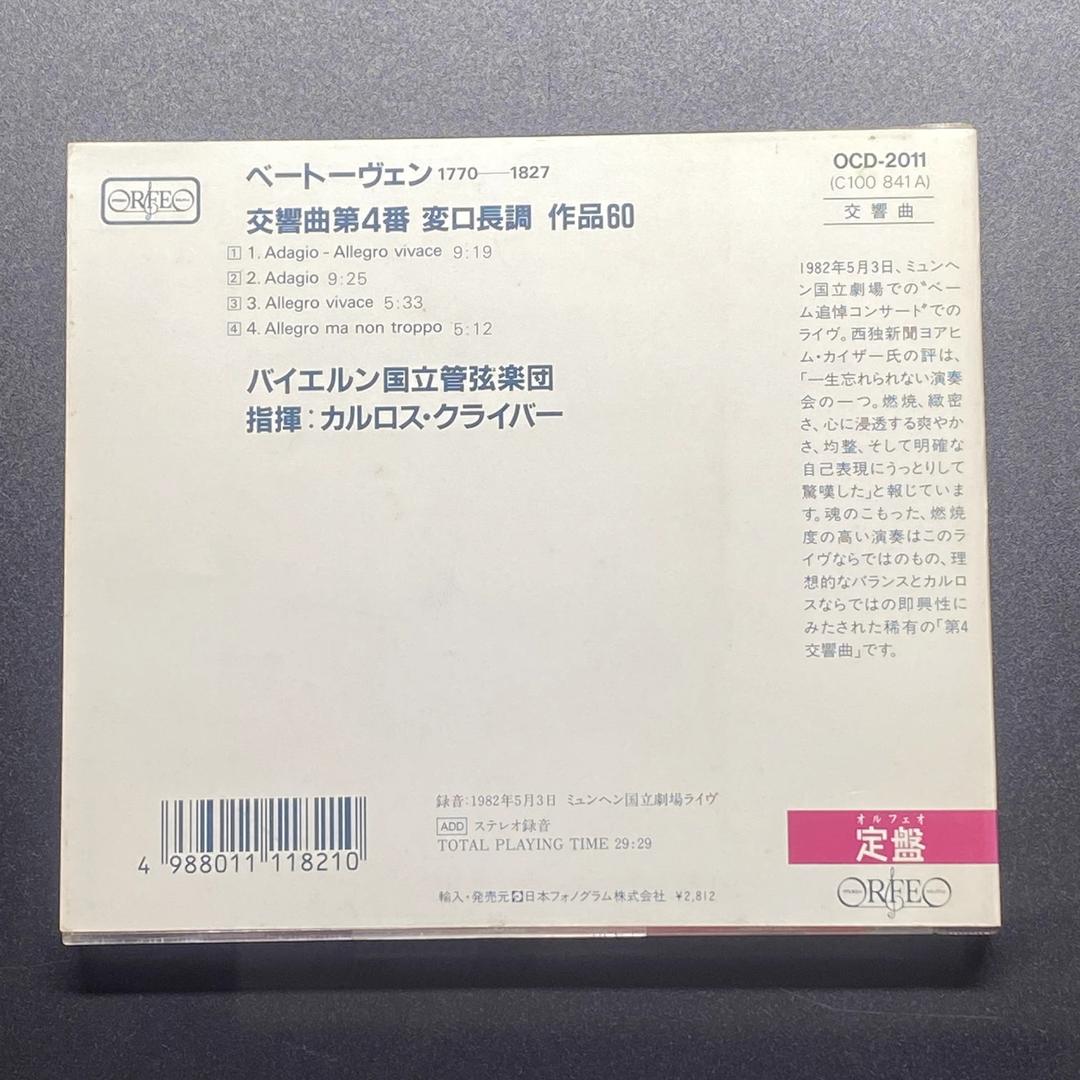 ORFEO
ベートーヴェン 1770——1827
交響曲第4番 変ロ長調 作品60
1 1. Adagio – Allegro vivace 9:19
2 2. Adagio 9:25
3 3. Allegro vivace 5:33
4 4. Allegro ma non troppo 5:12
バイエルン国立管弦楽団
指揮：カルロス・クライバー
OCD-2011
(C100 841 A)
交響曲
1982年5月3日、ミュンヘ
ン国立劇場での“ベー
ム追悼コンサート”での
ライヴ。西独新聞ヨアヒ
ム・カイザー氏の評は、
「一生忘れられない演奏
会の一つ。燃焼、緻密
さ、心に浸透する爽やか
さ、均整、そして明確な
自己表現にうっとりして
驚嘆した」と報じていま
す。魂のこもった、燃焼
度の高い演奏はこのラ
イヴならではのもの、理
想的なバランスとカルロ
スならではの即興性に
みたされた稀有の「第4
交響曲」です。
4 988011 118210
録音：1982年5月3日 ミュンヘン国立劇場ライヴ
ADD ステレオ録音
TOTAL PLAYING TIME 29:29
輸入・発売元 日本フォノグラム株式会社 ¥2,812
オルフェオ
定盤
ORFEO